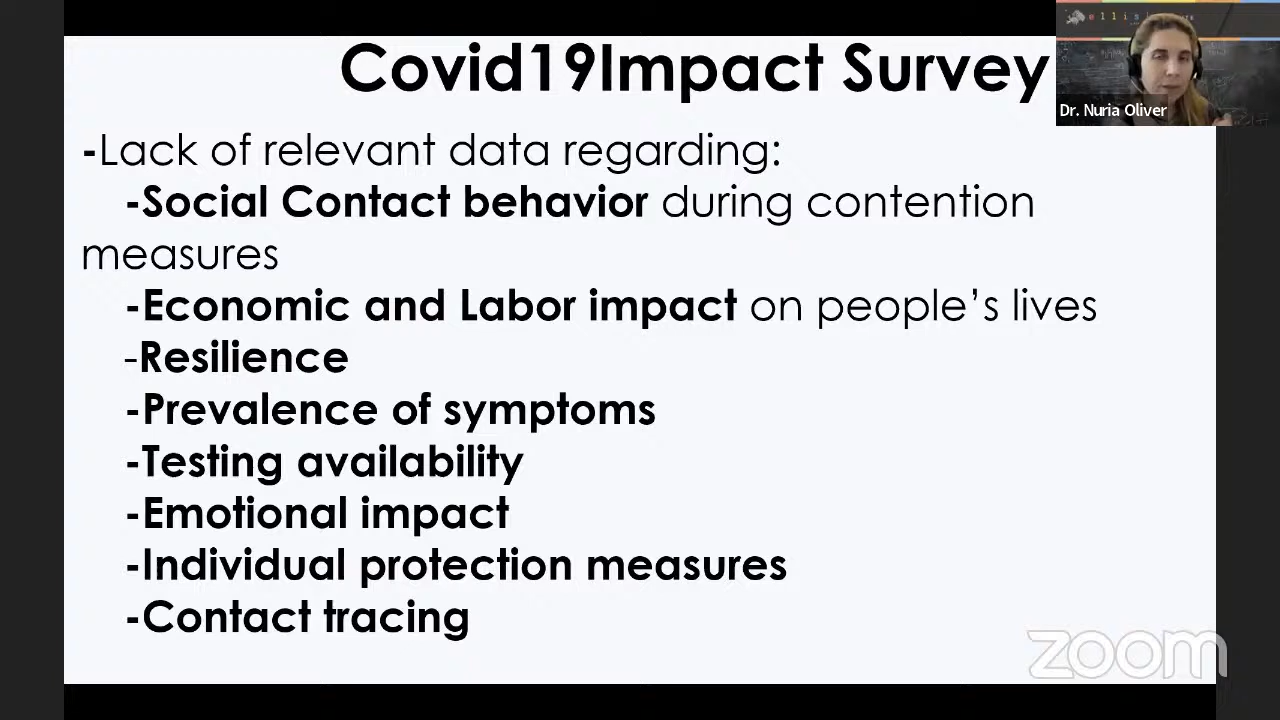 Covid19Impact Survey
-Lack of relevant data regarding:
-Social Contact behavior during contention
measures
-Economic and Labor impact on people’s lives
-Resilience
-Prevalence of symptoms
-Testing availability
-Emotional impact
-Individual protection measures
-Contact tracing
ellis
Dr. Nuria Oliver
zoom